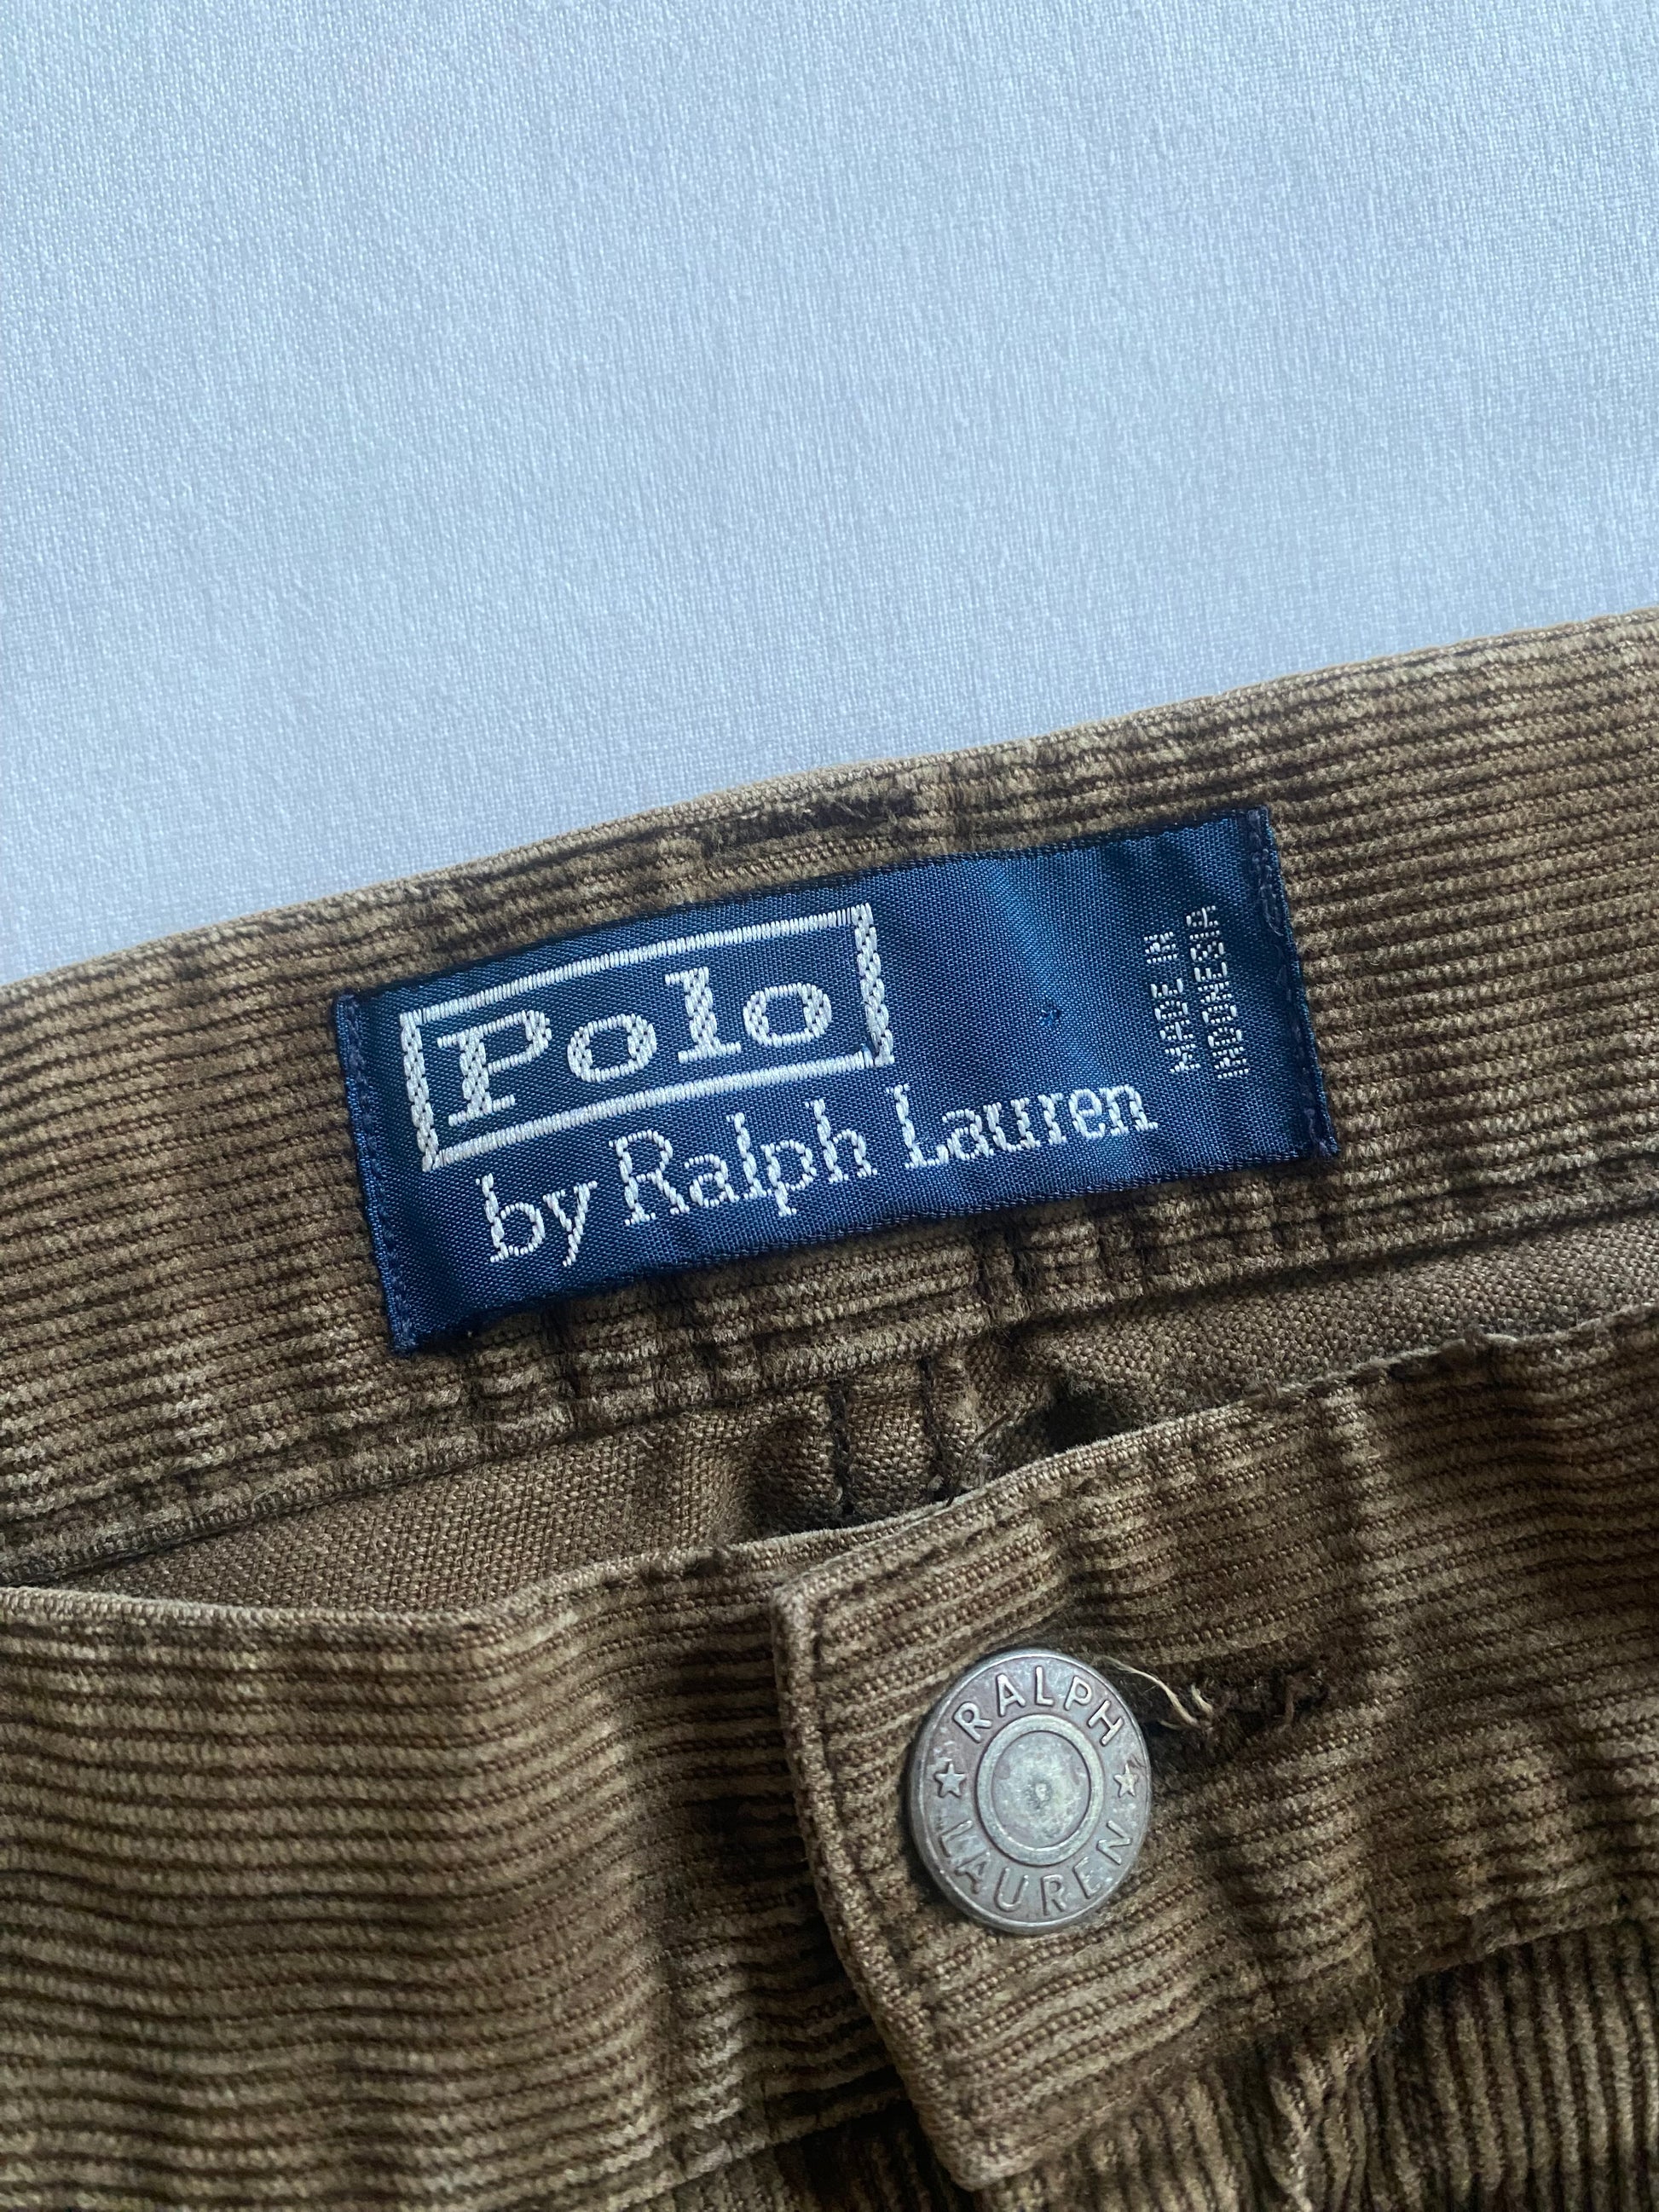 Polo
by Ralph Lauren
MADE IN
INDONESIA
RALPH
LAUREN